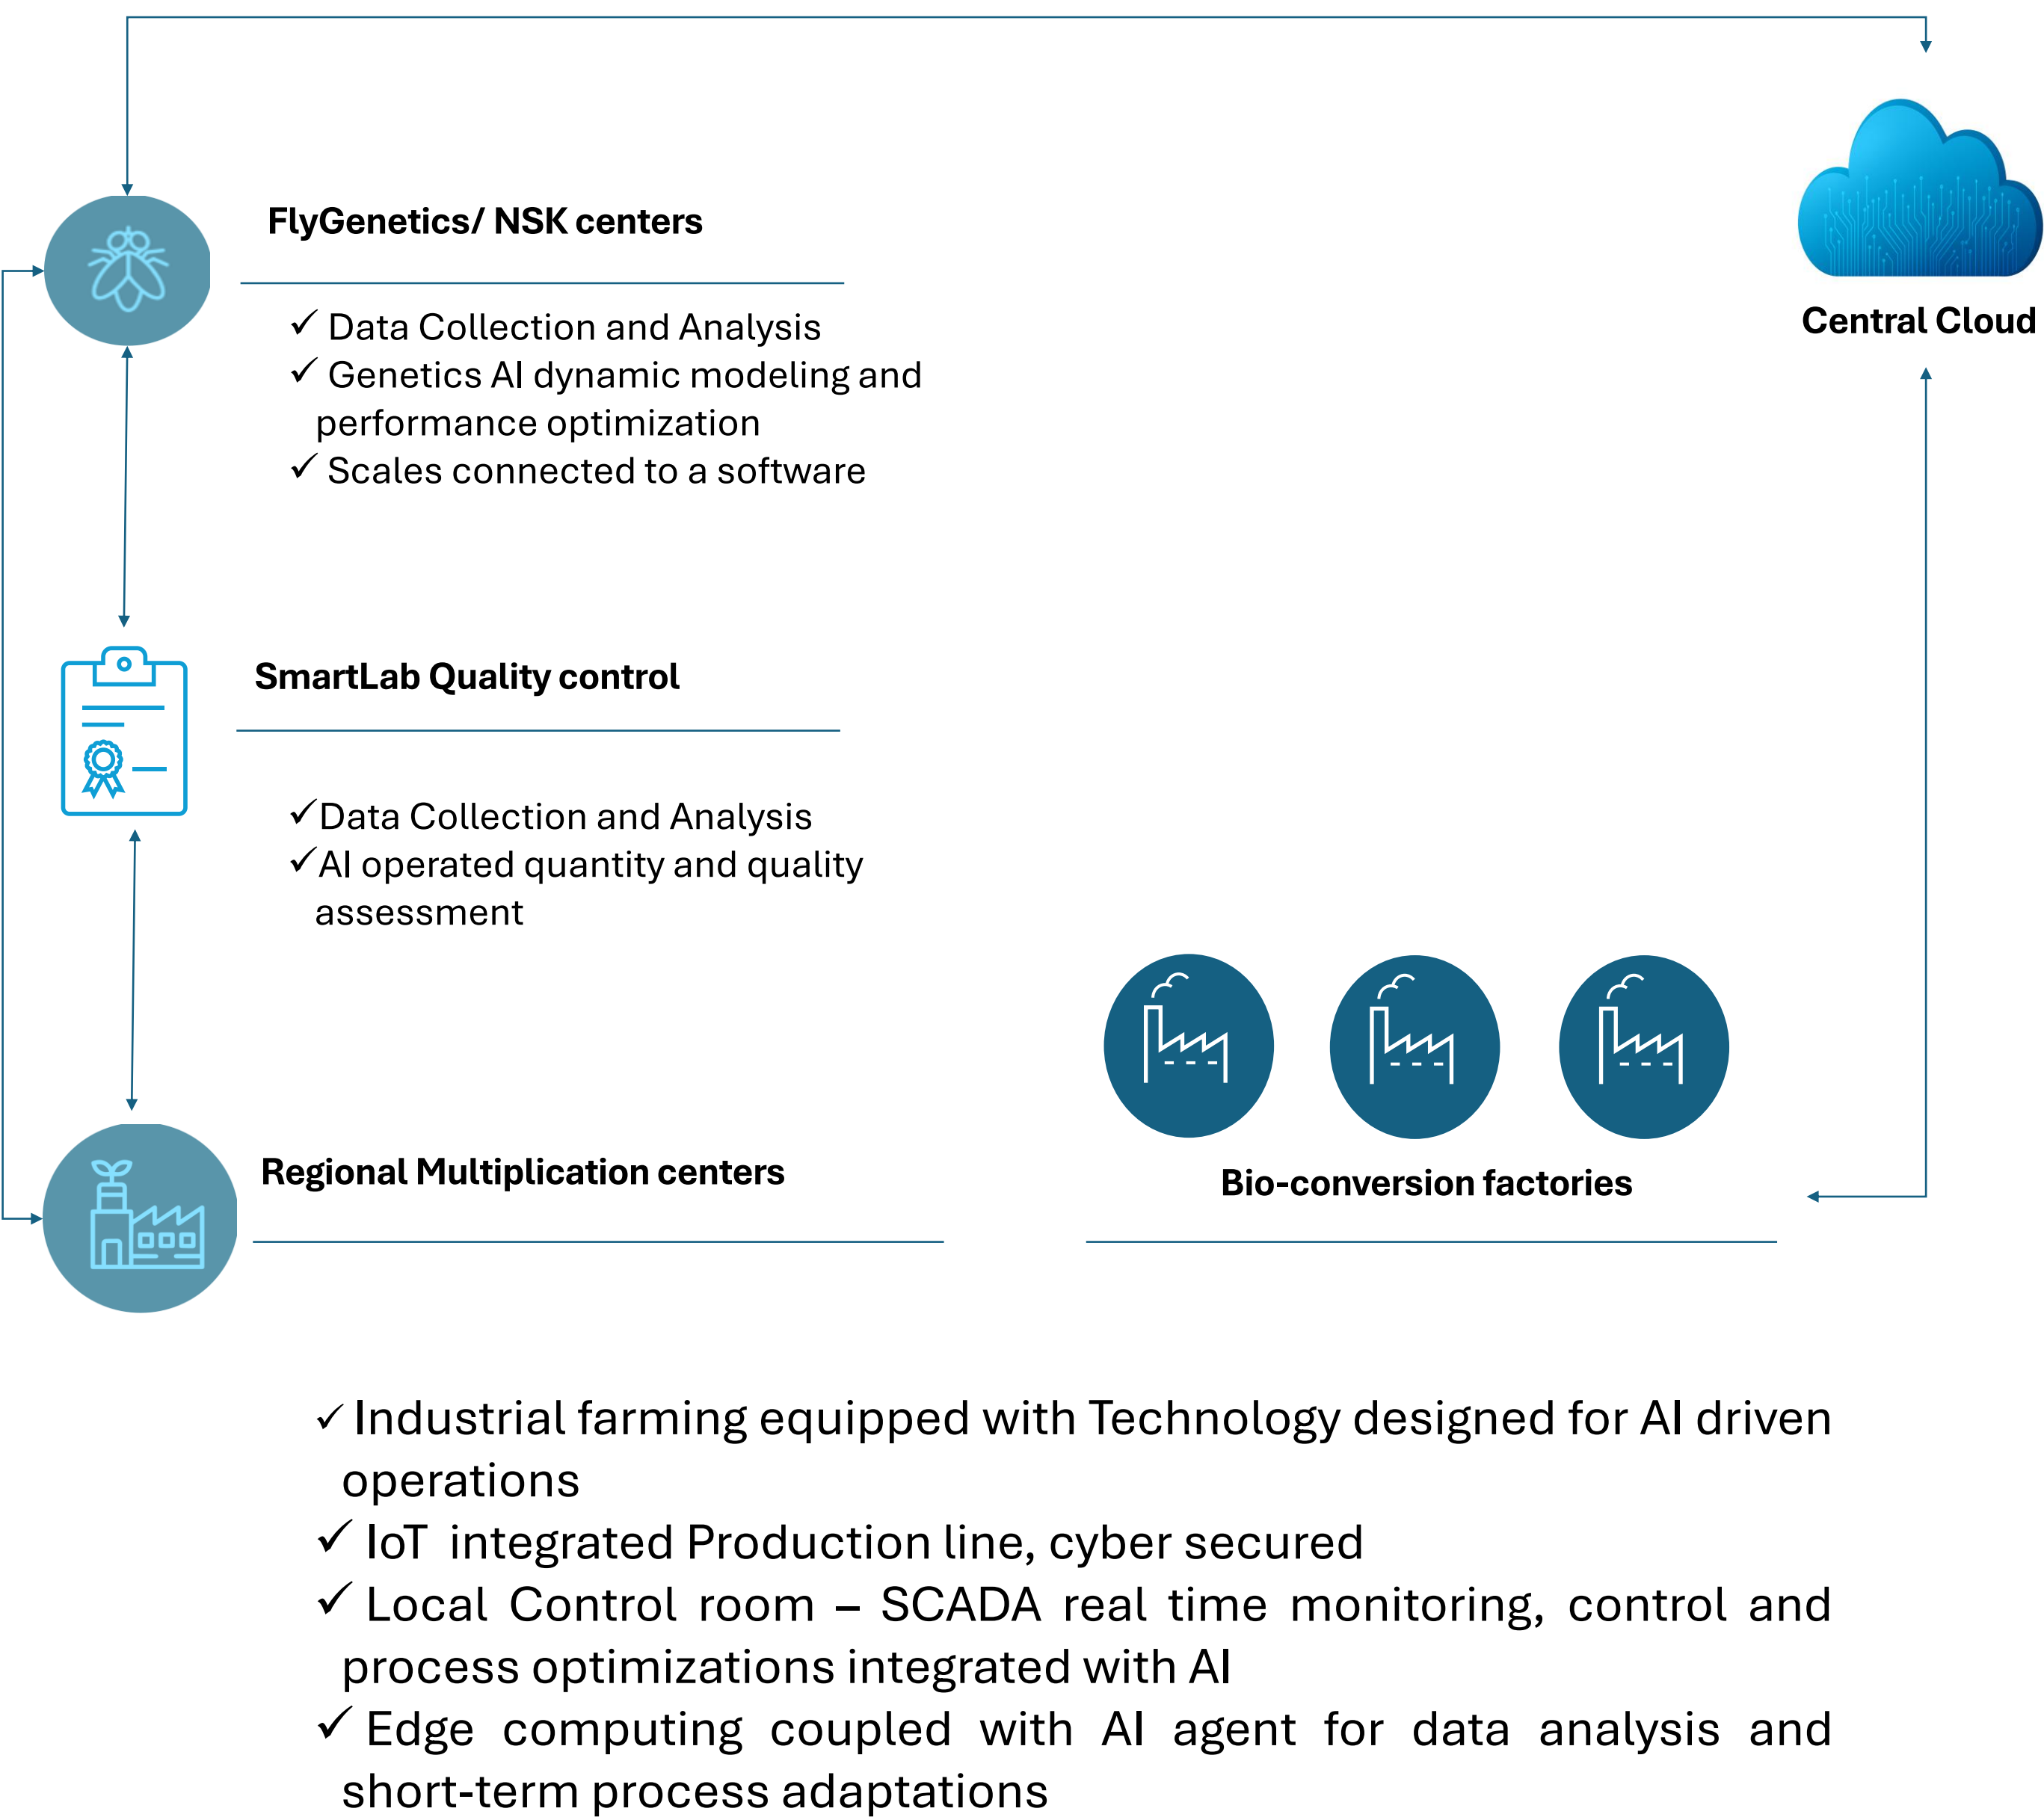 FlyGenetics/ NSK centers
Central Cloud
✓ Data Collection and Analysis
✓ Genetics AI dynamic modeling and
performance optimization
✓ Scales connected to a software
SmartLab Quality control
✓Data Collection and Analysis
✓AI operated quantity and quality
assessment
Regional Multiplication centers
Bio-conversion factories
✓ Industrial farming equipped with Technology designed for AI driven
operations
✓ IoT integrated Production line, cyber secured
✓ Local Control room – SCADA real time monitoring, control and
process optimizations integrated with AI
✓ Edge computing coupled with AI agent for data analysis and
short-term process adaptations